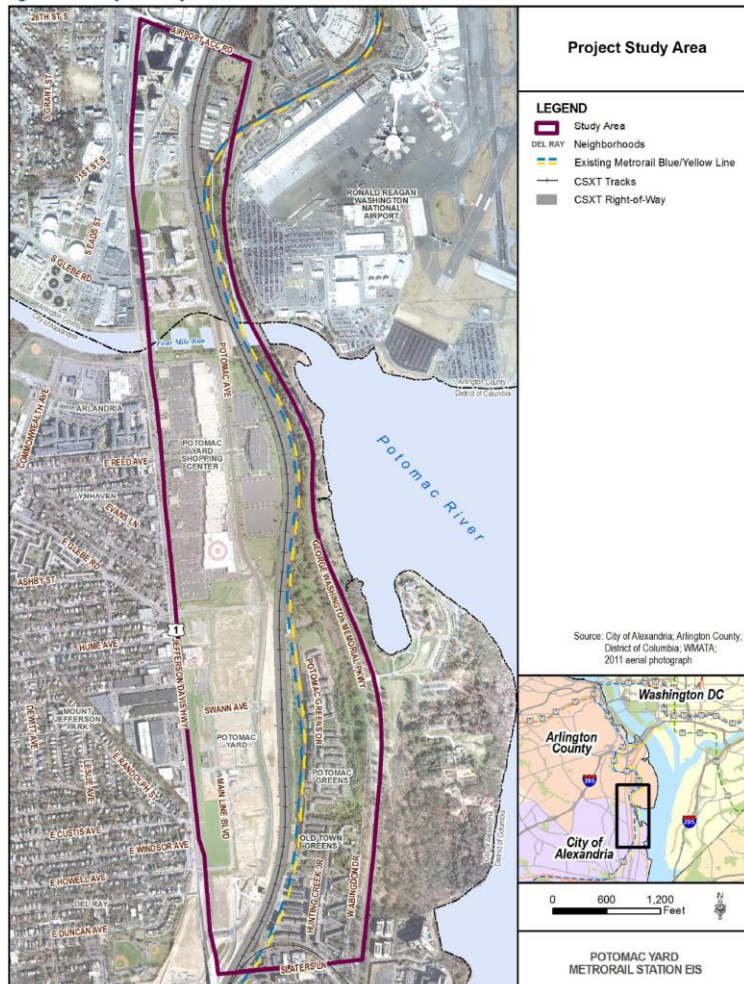 26TH ST S
AIRPORT ACC RD
S GRANT ST
31ST ST S
S EADS ST
S GLEBE RD
RONALD REAGAN
WASHINGTON
NATIONAL
AIRPORT
Arlington County
City of Alexandria
Four Mile Run
POTOMAC AVE
Arlington County
District of Columbia
COMMONWEALTH AVE
ARLANDRIA
E REED AVE
POTOMAC
YARD
SHOPPING
CENTER
LYNHAVEN
EVANS LN
E GLEBE RD
ASHBY ST
Potomac River
GEORGE WASHINGTON MEMORIAL PKWY
1
JEFFERSON DAVIS HWY
HUME AVE
DEWITT AVE
MOUNT
JEFFERSON
PARK
SWANN AVE
POTOMAC
YARD
POTOMAC GREENS DR
POTOMAC
GREENS
LESLIE AVE
E RANDOLPH ST
MAIN LINE BLVD
OLD TOWN
GREENS
E CUSTIS AVE
E WINDSOR AVE
HUNTING CREEK DR
W ABINGDON DR
City of Alexandria
District of Columbia
E HOWELL AVE
DEL RAY
E DUNCAN AVE
SLATERS LN
Project Study Area
LEGEND
Study Area
DEL RAY Neighborhoods
Existing Metrorail Blue/Yellow Line
CSXT Tracks
CSXT Right-of-Way
Source: City of Alexandria; Arlington County;
District of Columbia; WMATA;
2011 aerial photograph
Washington DC
Arlington
County
395
295
City of
Alexandria
0 600 1,200
Feet
POTOMAC YARD
METRORAIL STATION EIS